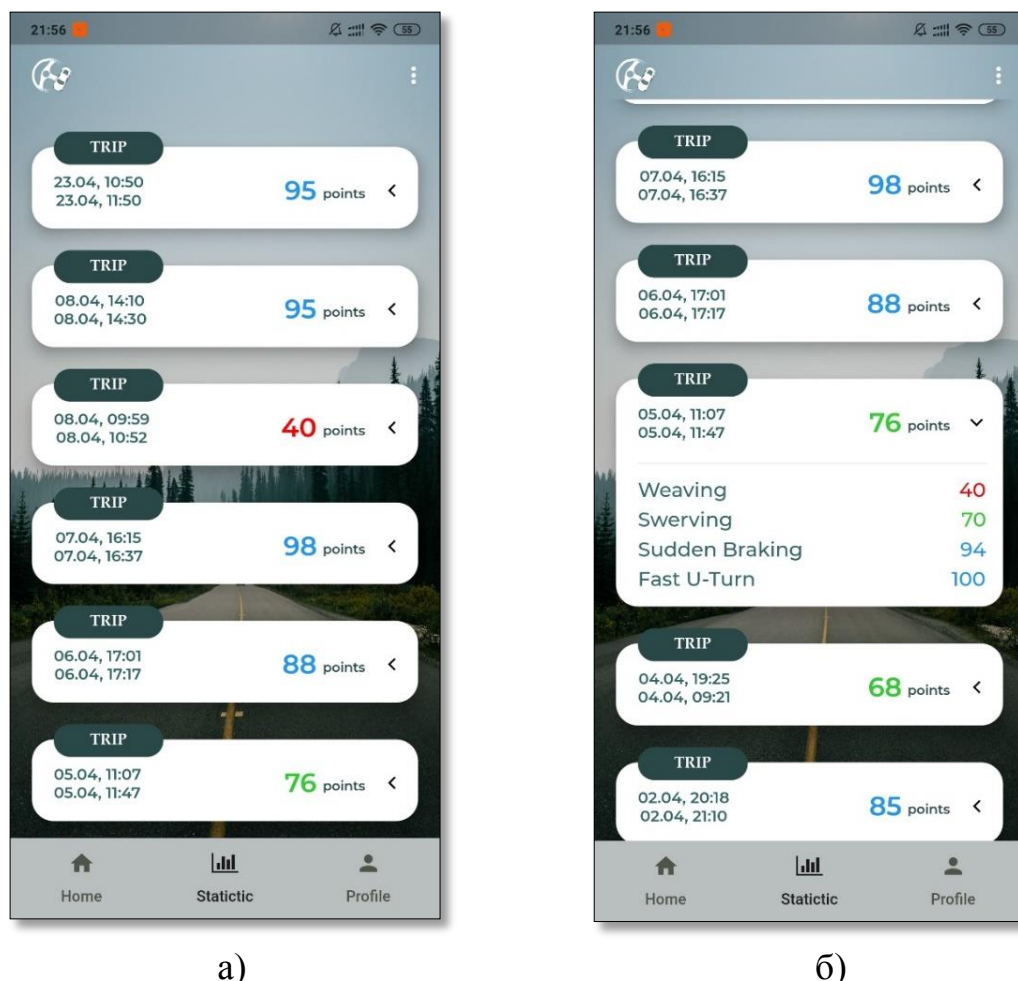 21:56
55
TRIP
23.04, 10:50
23.04, 11:50
95 points
TRIP
08.04, 14:10
08.04, 14:30
95 points
TRIP
08.04, 09:59
08.04, 10:52
40 points
TRIP
07.04, 16:15
07.04, 16:37
98 points
TRIP
06.04, 17:01
06.04, 17:17
88 points
TRIP
05.04, 11:07
05.04, 11:47
76 points
Home Statictic Profile
а)
21:56
55
TRIP
07.04, 16:15
07.04, 16:37
98 points
TRIP
06.04, 17:01
06.04, 17:17
88 points
TRIP
05.04, 11:07
05.04, 11:47
76 points
Weaving 40
Swerving 70
Sudden Braking 94
Fast U-Turn 100
TRIP
04.04, 19:25
04.04, 09:21
68 points
TRIP
02.04, 20:18
02.04, 21:10
85 points
Home Statictic Profile
б)